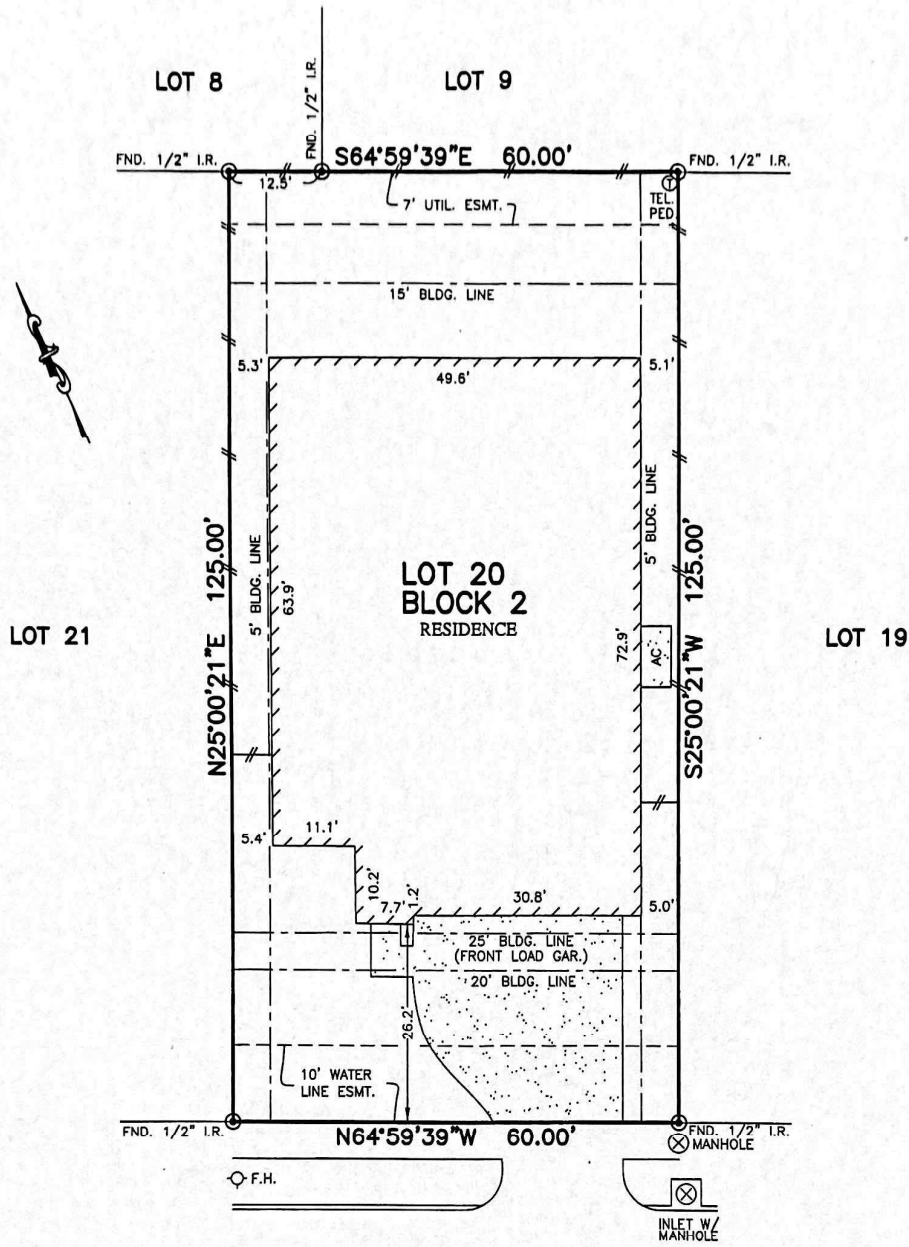 LOT 8
LOT 9
FND. 1/2" I.R.
FND. 1/2" I.R.
S64°59'39"E 60.00'
FND. 1/2" I.R.
12.5'
7' UTIL. ESMT.
T
TEL.
PED.
15' BLDG. LINE
5.3'
49.6'
5.1'
N25°00'21"E 125.00'
5' BLDG. LINE
63.9'
LOT 20
BLOCK 2
RESIDENCE
72.9'
5' BLDG. LINE
AC
S25°00'21"W 125.00'
LOT 21
LOT 19
5.4'
11.1'
10.2'
7.7'
1.2'
30.8'
5.0'
25' BLDG. LINE
(FRONT LOAD GAR.)
20' BLDG. LINE
26.2'
10' WATER
LINE ESMT.
FND. 1/2" I.R.
N64°59'39"W 60.00'
FND. 1/2" I.R.
MANHOLE
F.H.
INLET W/
MANHOLE